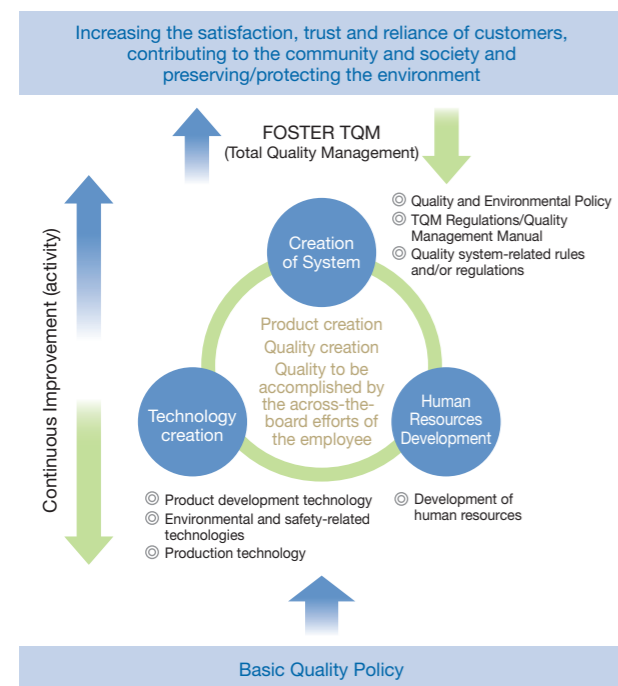 Increasing the satisfaction, trust and reliance of customers,
contributing to the community and society and
preserving/protecting the environment
FOSTER TQM
(Total Quality Management)
Quality and Environmental Policy
TQM Regulations/Quality
Management Manual
Quality system-related rules
and/or regulations
Creation
of System
Continuous Improvement (activity)
Product creation
Quality creation
Quality to be
accomplished by
the across-the-
board efforts of
the employee
Technology
creation
Human
Resources
Development
Product development technology
Environmental and safety-related
technologies
Production technology
Development of
human resources
Basic Quality Policy